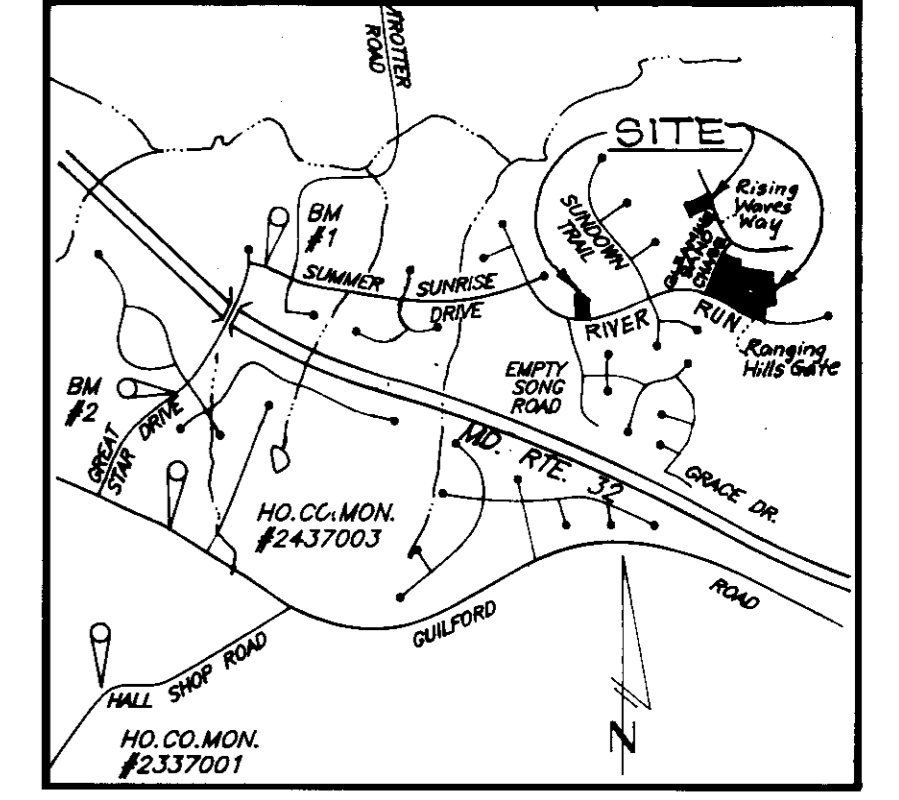 TROTTER
ROAD
SITE
Rising
Waves
Way
BM
#1
SUNDOWN
TRAIL
SUMMER SUNRISE
DRIVE
RIVER RUN
Ranging
Hills Gate
EMPTY
SONG
ROAD
BM
#2
GREAT
STAR DRIVE
MD. RTE. 32
GRACE DR.
HO.CO.MON.
#2437003
GUILFORD ROAD
HALL SHOP ROAD
HO.CO.MON.
#2337001
N